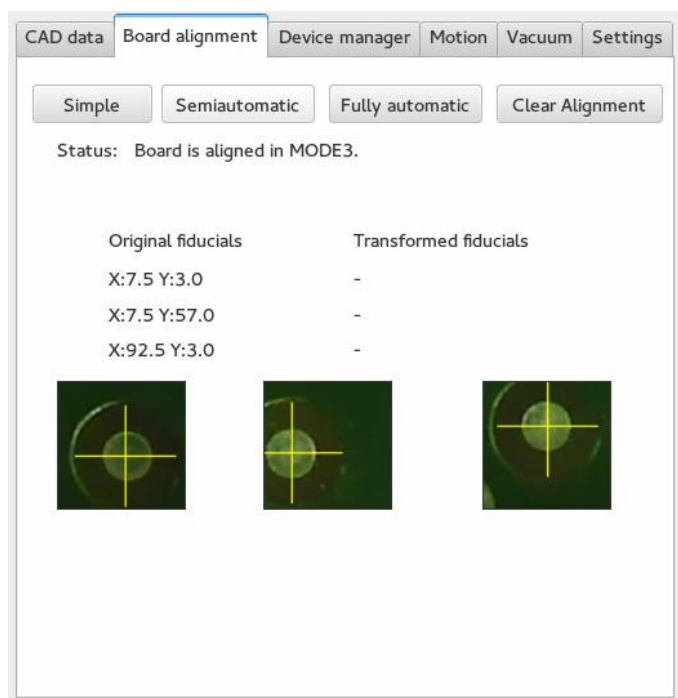 CAD data Board alignment Device manager Motion Vacuum Settings
Simple Semiautomatic Fully automatic Clear Alignment
Status: Board is aligned in MODE3.
Original fiducials Transformed fiducials
X:7.5 Y:3.0 -
X:7.5 Y:57.0 -
X:92.5 Y:3.0 -